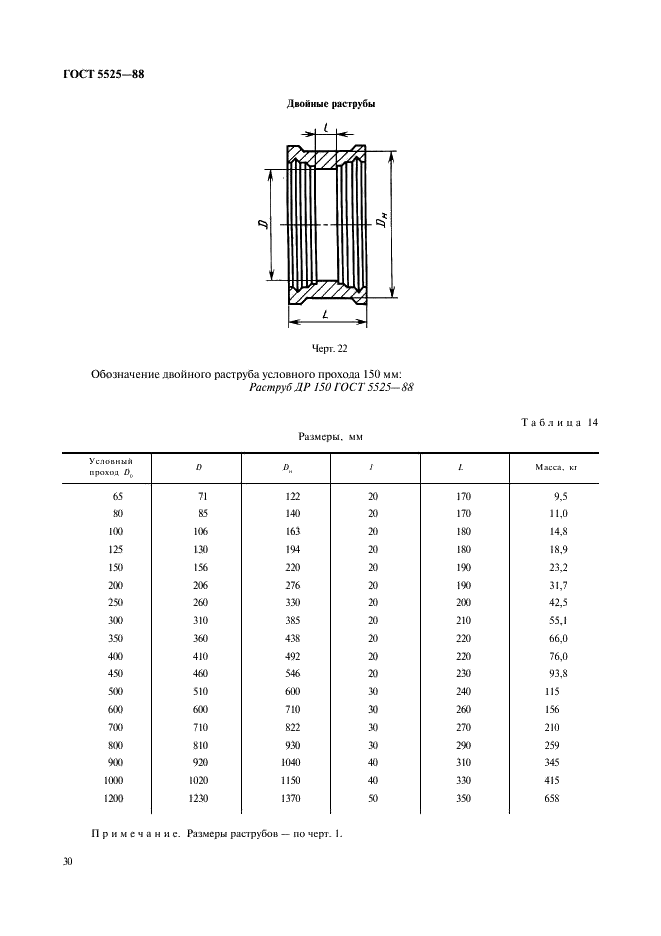 ГОСТ 5525—88
Двойные раструбы
l
D
Dн
L
Черт. 22
Обозначение двойного раструба условного прохода 150 мм:
Раструб ДР 150 ГОСТ 5525—88
Таблица 14
Размеры, мм
Условный проход D0 D Dн l L Масса, кг
65 71 122 20 170 9,5
80 85 140 20 170 11,0
100 106 163 20 180 14,8
125 130 194 20 180 18,9
150 156 220 20 190 23,2
200 206 276 20 190 31,7
250 260 330 20 200 42,5
300 310 385 20 210 55,1
350 360 438 20 220 66,0
400 410 492 20 220 76,0
450 460 546 20 230 93,8
500 510 600 30 240 115
600 600 710 30 260 156
700 710 822 30 270 210
800 810 930 30 290 259
900 920 1040 40 310 345
1000 1020 1150 40 330 415
1200 1230 1370 50 350 658
Примечание. Размеры раструбов — по черт. 1.
30